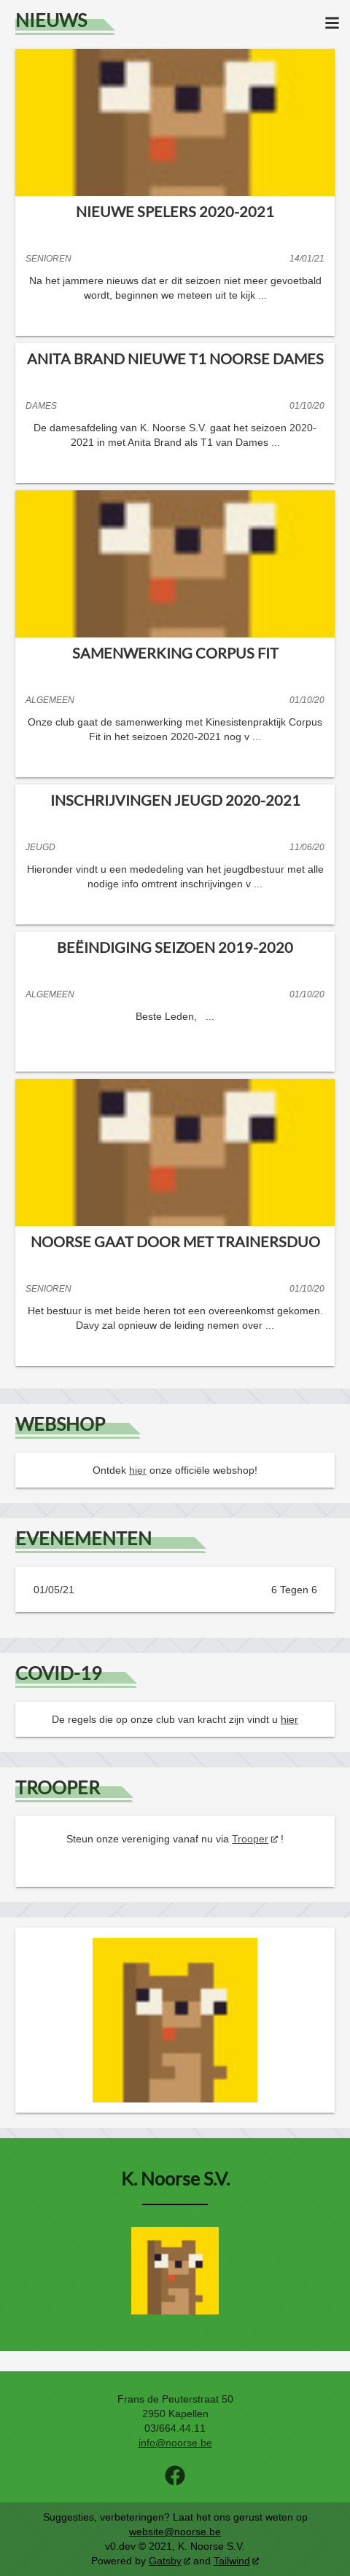 NIEUWS
NIEUWE SPELERS 2020-2021
SENIOREN 14/01/21
Na het jammere nieuws dat er dit seizoen niet meer gevoetbald
wordt, beginnen we meteen uit te kijk ...
ANITA BRAND NIEUWE T1 NOORSE DAMES
DAMES 01/10/20
De damesafdeling van K. Noorse S.V. gaat het seizoen 2020-
2021 in met Anita Brand als T1 van Dames ...
SAMENWERKING CORPUS FIT
ALGEMEEN 01/10/20
Onze club gaat de samenwerking met Kinesistenpraktijk Corpus
Fit in het seizoen 2020-2021 nog v ...
INSCHRIJVINGEN JEUGD 2020-2021
JEUGD 11/06/20
Hieronder vindt u een mededeling van het jeugdbestuur met alle
nodige info omtrent inschrijvingen v ...
BEËINDIGING SEIZOEN 2019-2020
ALGEMEEN 01/10/20
Beste Leden, ...
NOORSE GAAT DOOR MET TRAINERSDUO
SENIOREN 01/10/20
Het bestuur is met beide heren tot een overeenkomst gekomen.
Davy zal opnieuw de leiding nemen over ...
WEBSHOP
Ontdek hier onze officiële webshop!
EVENEMENTEN
01/05/21 6 Tegen 6
COVID-19
De regels die op onze club van kracht zijn vindt u hier
TROOPER
Steun onze vereniging vanaf nu via Trooper !
K. Noorse S.V.
Frans de Peuterstraat 50
2950 Kapellen
03/664.44.11
info@noorse.be
Suggesties, verbeteringen? Laat het ons gerust weten op
website@noorse.be
v0.dev © 2021, K. Noorse S.V.
Powered by Gatsby and Tailwind